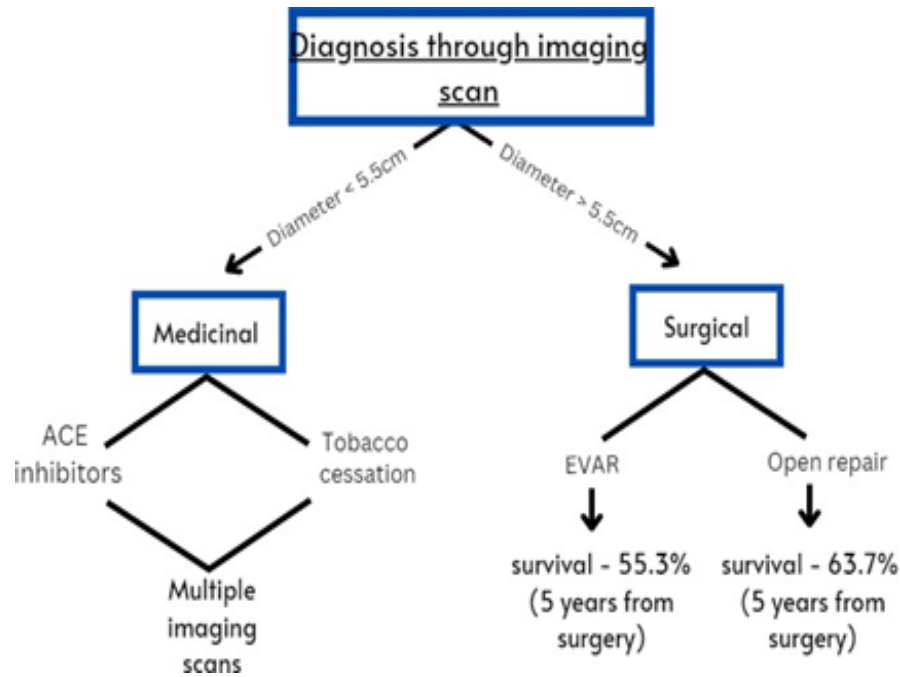 Diagnosis through imaging
scan
Diameter < 5.5cm
Diameter > 5.5cm
Medicinal
Surgical
ACE
inhibitors
Tobacco
cessation
EVAR
Open repair
Multiple
imaging
scans
survival - 55.3%
(5 years from
surgery)
survival - 63.7%
(5 years from
surgery)